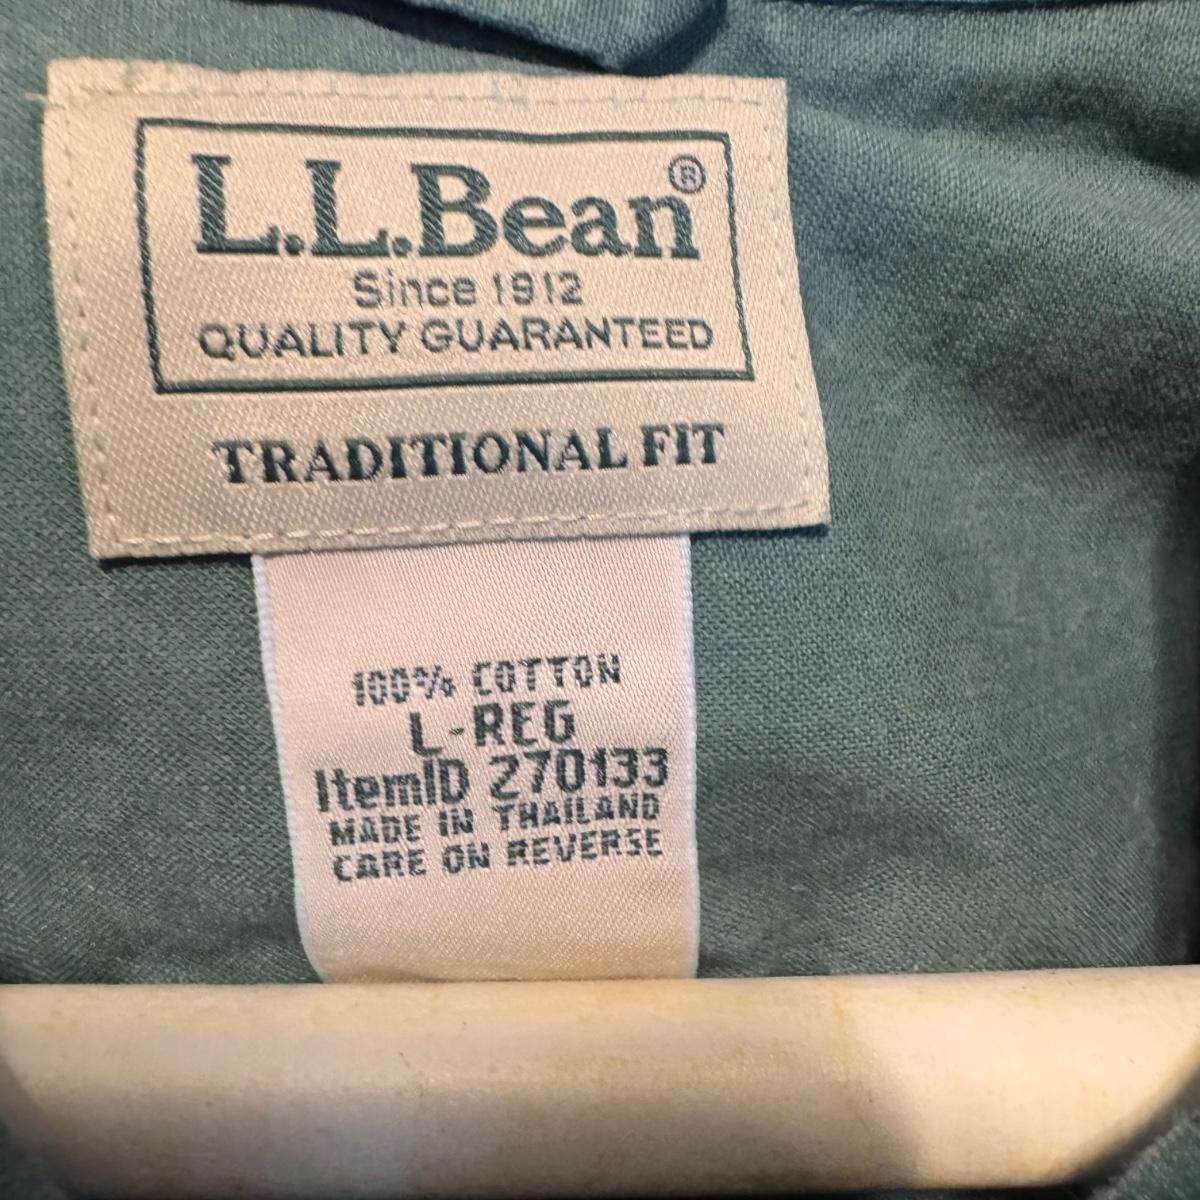 L.L.Bean®
Since 1912
QUALITY GUARANTEED
TRADITIONAL FIT
100% COTTON
L-REG
ItemID 270133
MADE IN THAILAND
CARE ON REVERSE